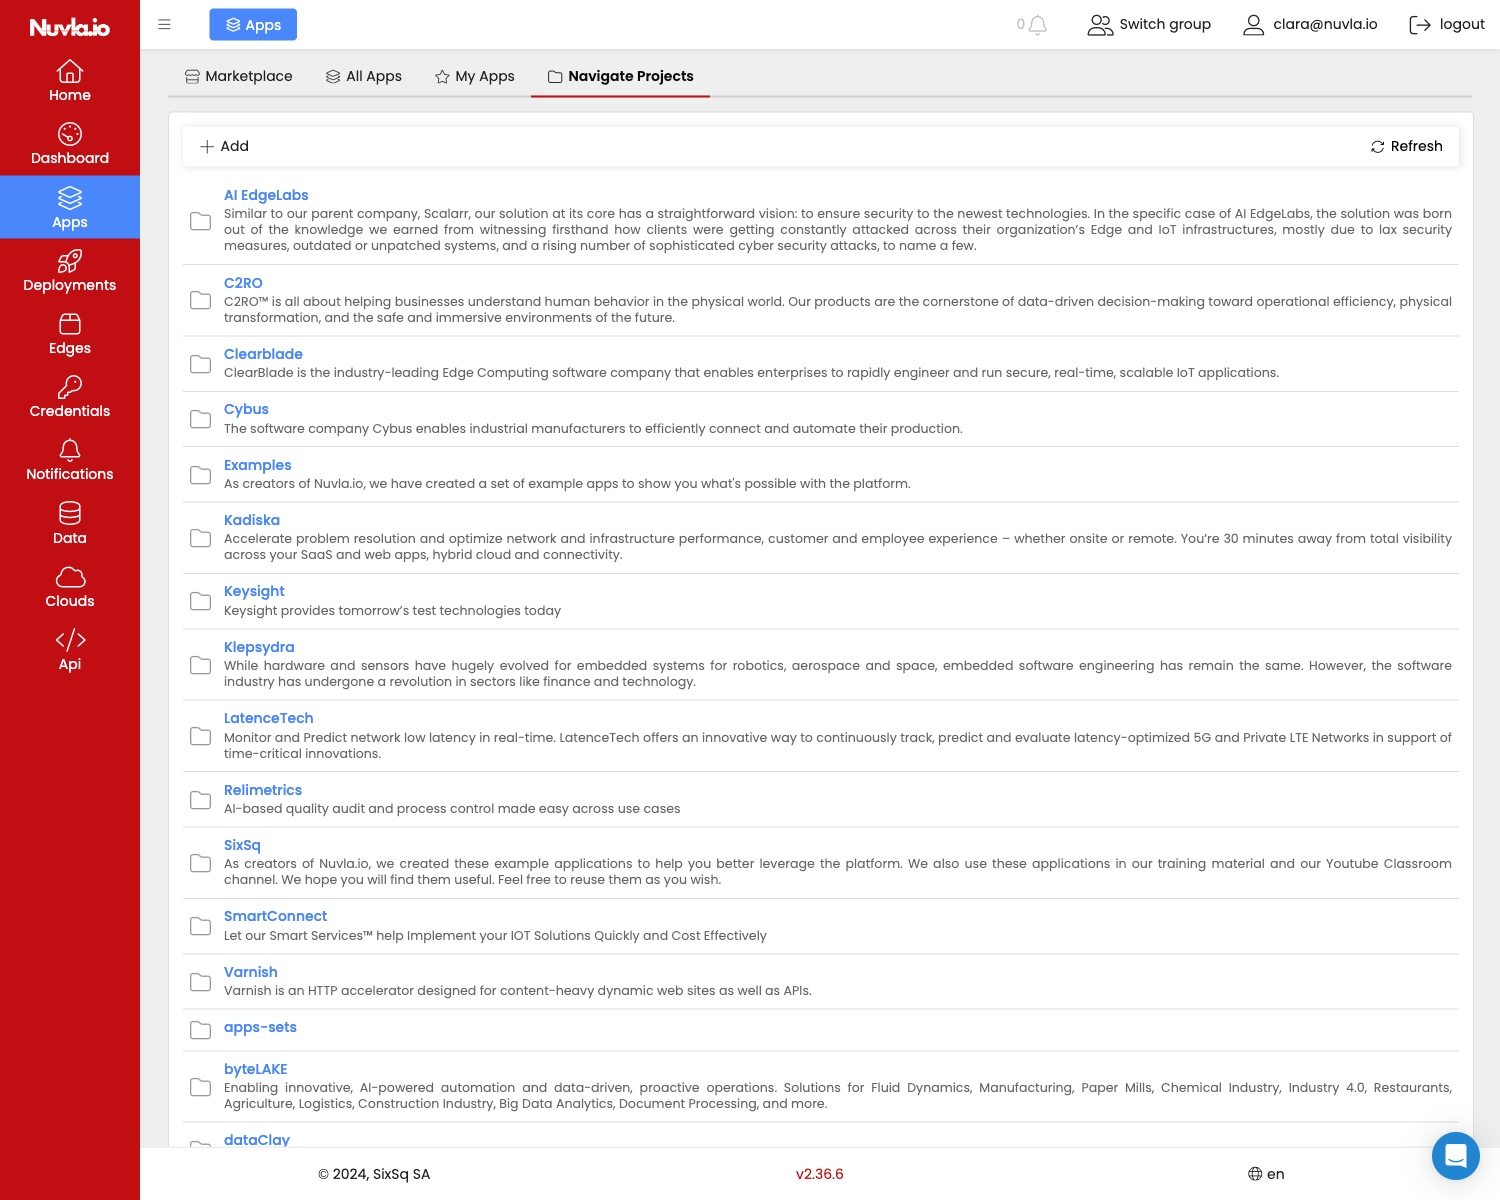 Nuvla.io
Home
Dashboard
Apps
Deployments
Edges
Credentials
Notifications
Data
Clouds
Api
Apps
0
Switch group
clara@nuvla.io
logout
Marketplace
All Apps
My Apps
Navigate Projects
Add
Refresh
AI EdgeLabs
Similar to our parent company, Scalarr, our solution at its core has a straightforward vision: to ensure security to the newest technologies. In the specific case of AI EdgeLabs, the solution was born
out of the knowledge we earned from witnessing firsthand how clients were getting constantly attacked across their organization’s Edge and IoT infrastructures, mostly due to lax security
measures, outdated or unpatched systems, and a rising number of sophisticated cyber security attacks, to name a few.
C2RO
C2RO™ is all about helping businesses understand human behavior in the physical world. Our products are the cornerstone of data-driven decision-making toward operational efficiency, physical
transformation, and the safe and immersive environments of the future.
Clearblade
ClearBlade is the industry-leading Edge Computing software company that enables enterprises to rapidly engineer and run secure, real-time, scalable IoT applications.
Cybus
The software company Cybus enables industrial manufacturers to efficiently connect and automate their production.
Examples
As creators of Nuvla.io, we have created a set of example apps to show you what's possible with the platform.
Kadiska
Accelerate problem resolution and optimize network and infrastructure performance, customer and employee experience – whether onsite or remote. You’re 30 minutes away from total visibility
across your SaaS and web apps, hybrid cloud and connectivity.
Keysight
Keysight provides tomorrow’s test technologies today
Klepsydra
While hardware and sensors have hugely evolved for embedded systems for robotics, aerospace and space, embedded software engineering has remain the same. However, the software
industry has undergone a revolution in sectors like finance and technology.
LatenceTech
Monitor and Predict network low latency in real-time. LatenceTech offers an innovative way to continuously track, predict and evaluate latency-optimized 5G and Private LTE Networks in support of
time-critical innovations.
Relimetrics
AI-based quality audit and process control made easy across use cases
SixSq
As creators of Nuvla.io, we created these example applications to help you better leverage the platform. We also use these applications in our training material and our Youtube Classroom
channel. We hope you will find them useful. Feel free to reuse them as you wish.
SmartConnect
Let our Smart Services™ help Implement your IOT Solutions Quickly and Cost Effectively
Varnish
Varnish is an HTTP accelerator designed for content-heavy dynamic web sites as well as APIs.
apps-sets
byteLAKE
Enabling innovative, AI-powered automation and data-driven, proactive operations. Solutions for Fluid Dynamics, Manufacturing, Paper Mills, Chemical Industry, Industry 4.0, Restaurants,
Agriculture, Logistics, Construction Industry, Big Data Analytics, Document Processing, and more.
dataClay
© 2024, SixSq SA
v2.36.6
en